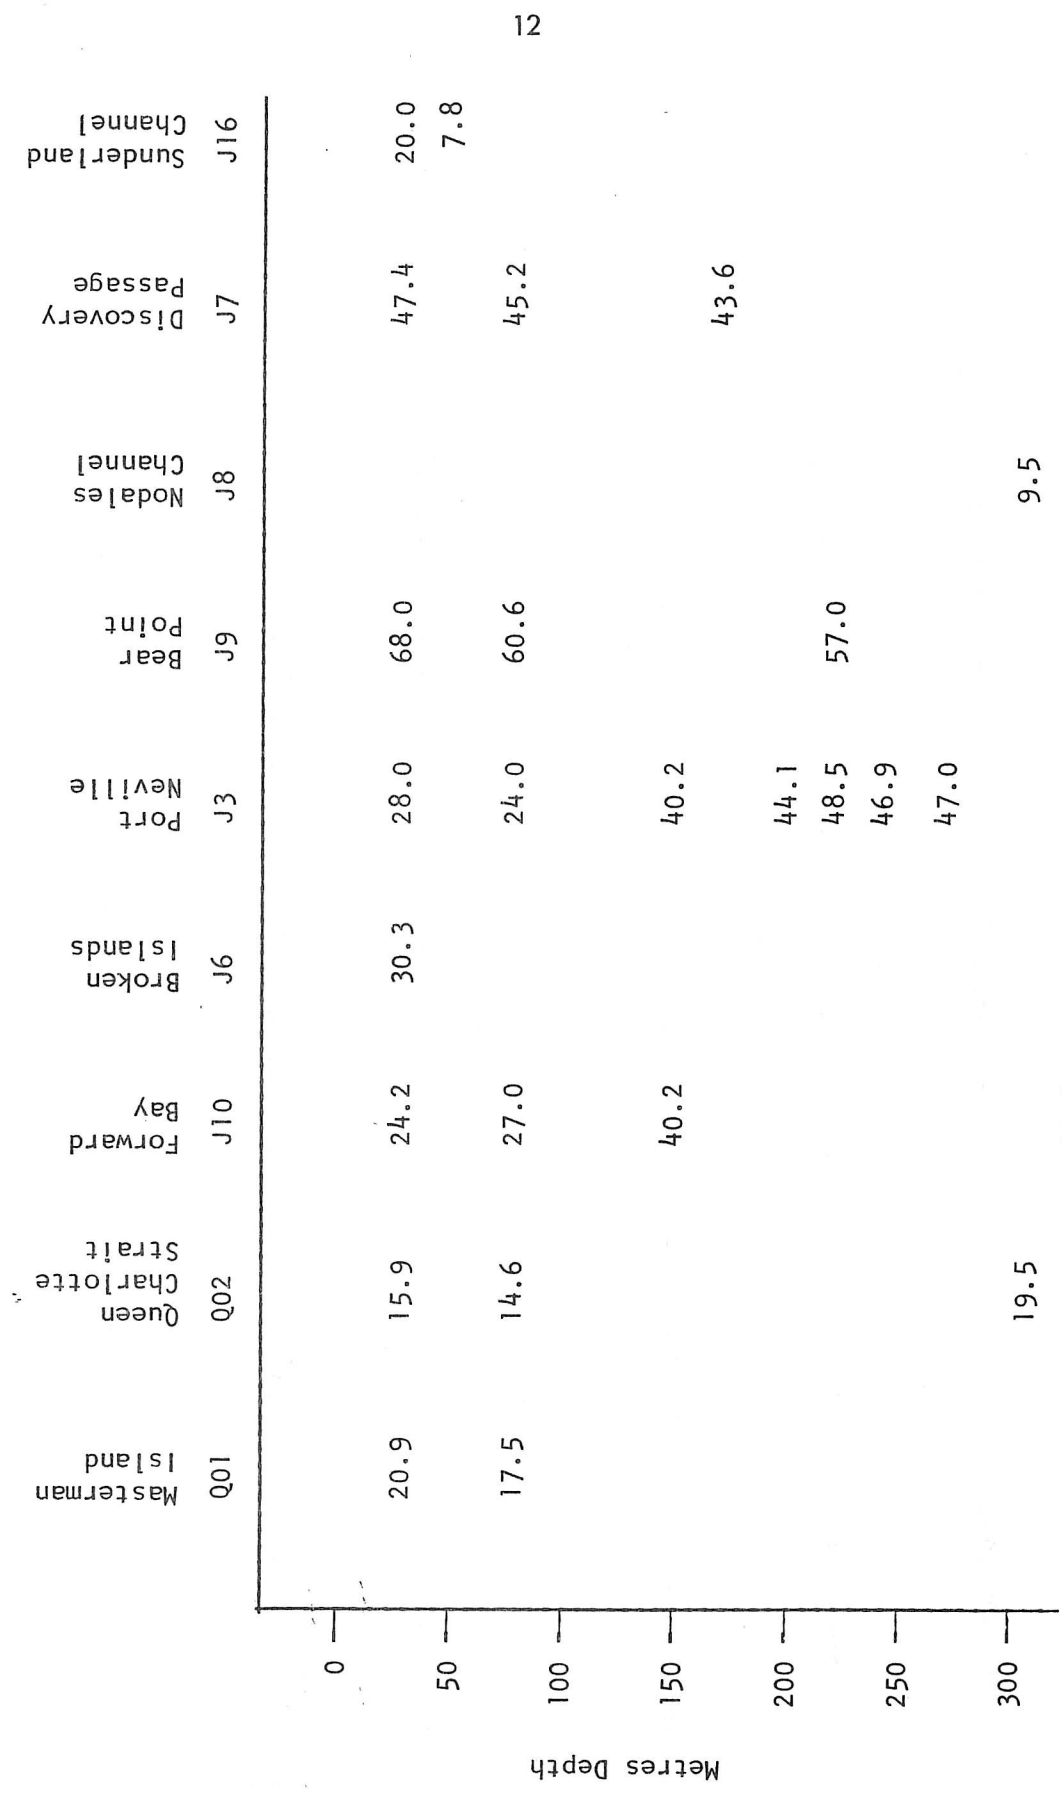 12
Masterman
Island
Queen
Charlotte
Strait
Forward
Bay
Broken
Islands
Port
Neville
Bear
Point
Nodales
Channel
Discovery
Passage
Sunderland
Channel
Q01 Q02 J10 J6 J3 J9 J8 J7 J16
0
20.9 15.9 24.2 30.3 28.0 68.0 47.4 20.0
50 7.8
17.5 14.6 27.0 24.0 60.6 45.2
100
150 40.2 40.2
43.6
200 44.1
48.5 57.0
250 46.9
47.0
300
19.5 9.5
Metres Depth